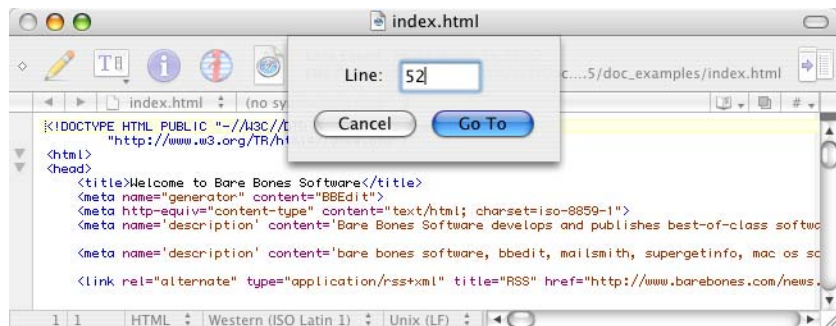 index.html
Line: 52
Cancel Go To
c....5/doc_examples/index.html
index.html (no sy
# 
<!DOCTYPE HTML PUBLIC "-//W3C//D
"http://www.w3.org/TR/ht
<html>
<head>
<title>Welcome to Bare Bones Software</title>
<meta name="generator" content="BBEdit">
<meta http-equiv="content-type" content="text/html; charset=iso-8859-1">
<meta name='description' content='Bare Bones Software develops and publishes best-of-class softwa
<meta name='description' content='bare bones software, bbedit, mailsmith, supergetinfo, mac os so
<link rel="alternate" type="application/rss+xml" title="RSS" href="http://www.barebones.com/news.
1 1 HTML Western (ISO Latin 1) Unix (LF)